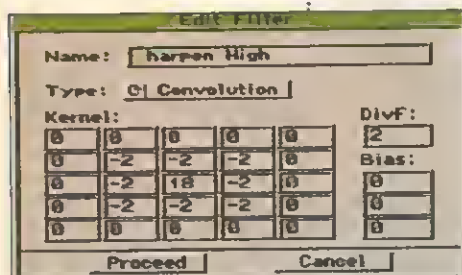 Edit Filter
Name: Sharpen High
Type: Convolution
Kernel: DivF:
0 0 0 0 0 2
0 -2 -2 -2 0 Bias:
0 -2 18 -2 0 0
0 -2 -2 -2 0 0
0 0 0 0 0 0
Proceed Cancel